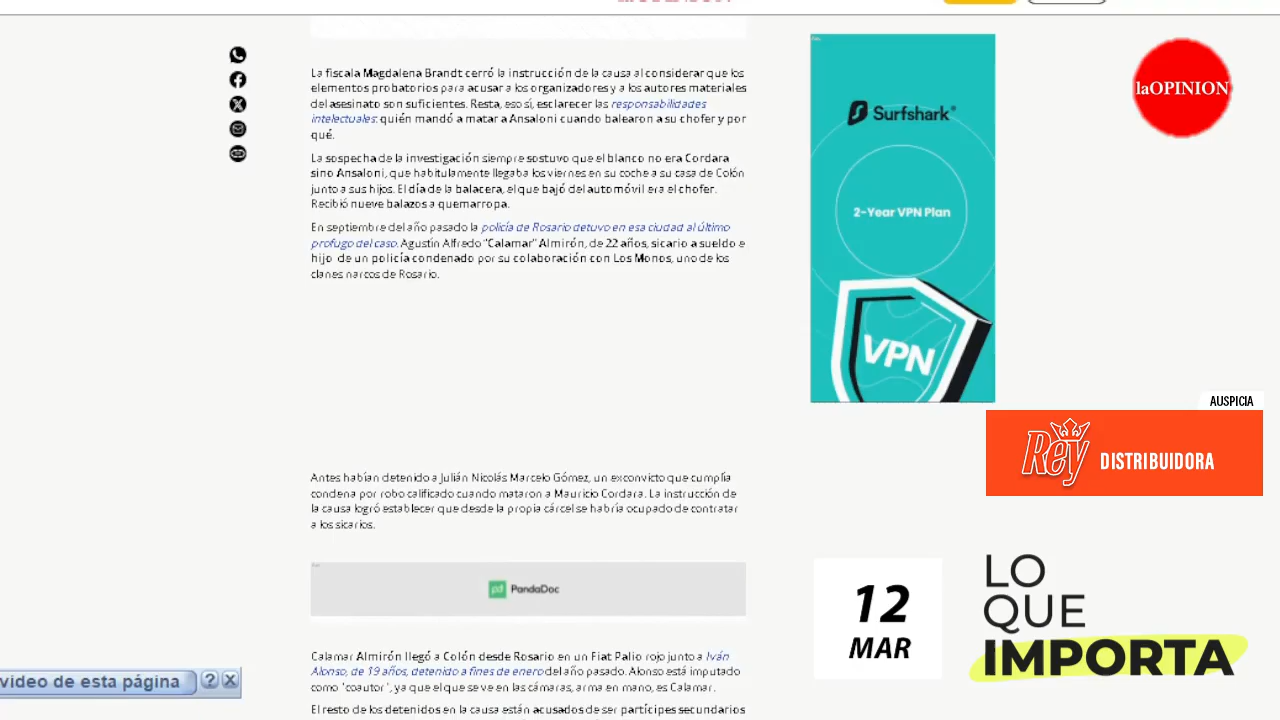 La fiscala Magdalena Brandt cerró la instrucción de la causa al considerar que los
elementos probatorios para acusar a los organizadores y a los autores materiales
del asesinato son suficientes. Resta, eso sí, esclarecer las responsabilidades
intelectuales: quién mandó a matar a Ansaloni cuando balearon a su chofer y por
qué.
La sospecha de la investigación siempre sostuvo que el blanco no era Cordara
sino Ansaloni, que habitulamente llegaba los viernes en su coche a su casa de Colón
junto a sus hijos. El día de la balacera, el que bajó del automóvil era el chofer.
Recibió nueve balazos a quemarropa.
En septiembre del año pasado la policía de Rosario detuvo en esa ciudad al último
profugo del caso. Agustín Alfredo "Calamar" Almirón, de 22 años, sicario a sueldo e
hijo de un policía condenado por su colaboración con Los Monos, uno de los
clanes narcos de Rosario.
Antes habían detenido a Julián Nicolás Marcelo Gómez, un exconvicto que cumplía
condena por robo calificado cuando mataron a Mauricio Cordara. La instrucción de
la causa logró establecer que desde la propia cárcel se habría ocupado de contratar
a los sicarios.
pd PandaDoc
Calamar Almirón llegó a Colón desde Rosario en un Fiat Palio rojo junto a Iván
Alonso, de 19 años, detenido a fines de enero del año pasado. Alonso está imputado
como 'coautor', ya que el que se ve en las cámaras, arma en mano, es Calamar.
El resto de los detenidos en la causa están acusados de ser partícipes secundarios
vídeo de esta página ? X
Surfshark®
2-Year VPN Plan
VPN
laOPINION
AUSPICIA
Rey DISTRIBUIDORA
12
MAR
LO
QUE
IMPORTA